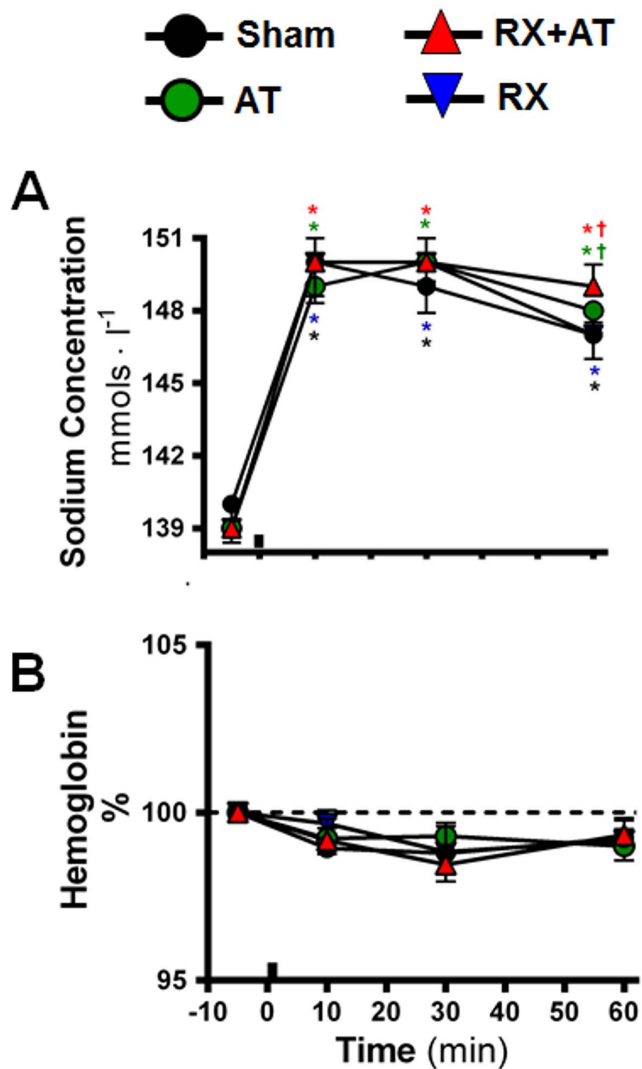 Sham
RX+AT
AT
RX
A
Sodium Concentration
mmols · l⁻¹
151
148
145
142
139
*
*
*
*
* †
* †
*
*
*
*
*
*
B
Hemoglobin
%
105
100
95
-10 0 10 20 30 40 50 60
Time (min)